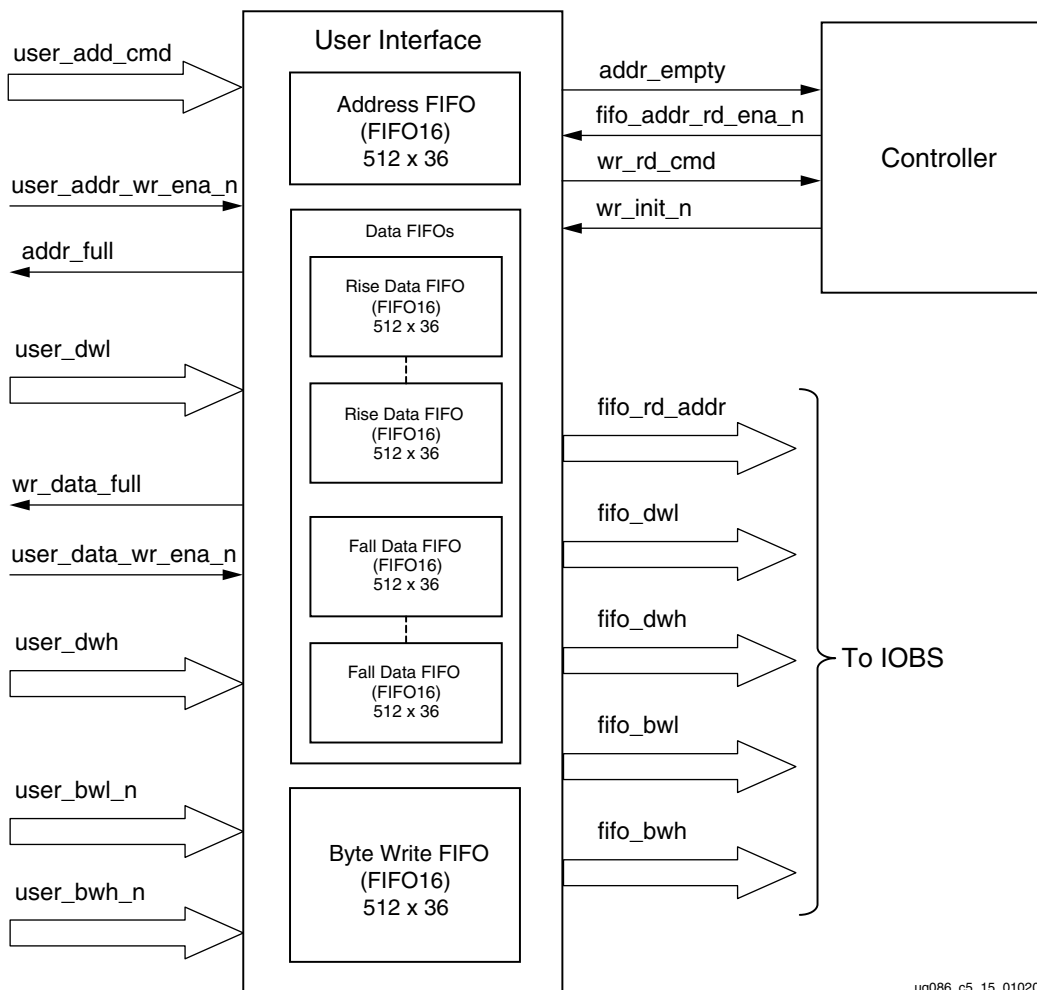 user_add_cmd
user_addr_wr_ena_n
addr_full
user_dwl
wr_data_full
user_data_wr_ena_n
user_dwh
user_bwl_n
user_bwh_n
User Interface
Address FIFO
(FIFO16)
512 x 36
Data FIFOs
Rise Data FIFO
(FIFO16)
512 x 36
Rise Data FIFO
(FIFO16)
512 x 36
Fall Data FIFO
(FIFO16)
512 x 36
Fall Data FIFO
(FIFO16)
512 x 36
Byte Write FIFO
(FIFO16)
512 x 36
addr_empty
fifo_addr_rd_ena_n
wr_rd_cmd
wr_init_n
Controller
fifo_rd_addr
fifo_dwl
fifo_dwh
fifo_bwl
fifo_bwh
To IOBS
ug086_c5_15_01020